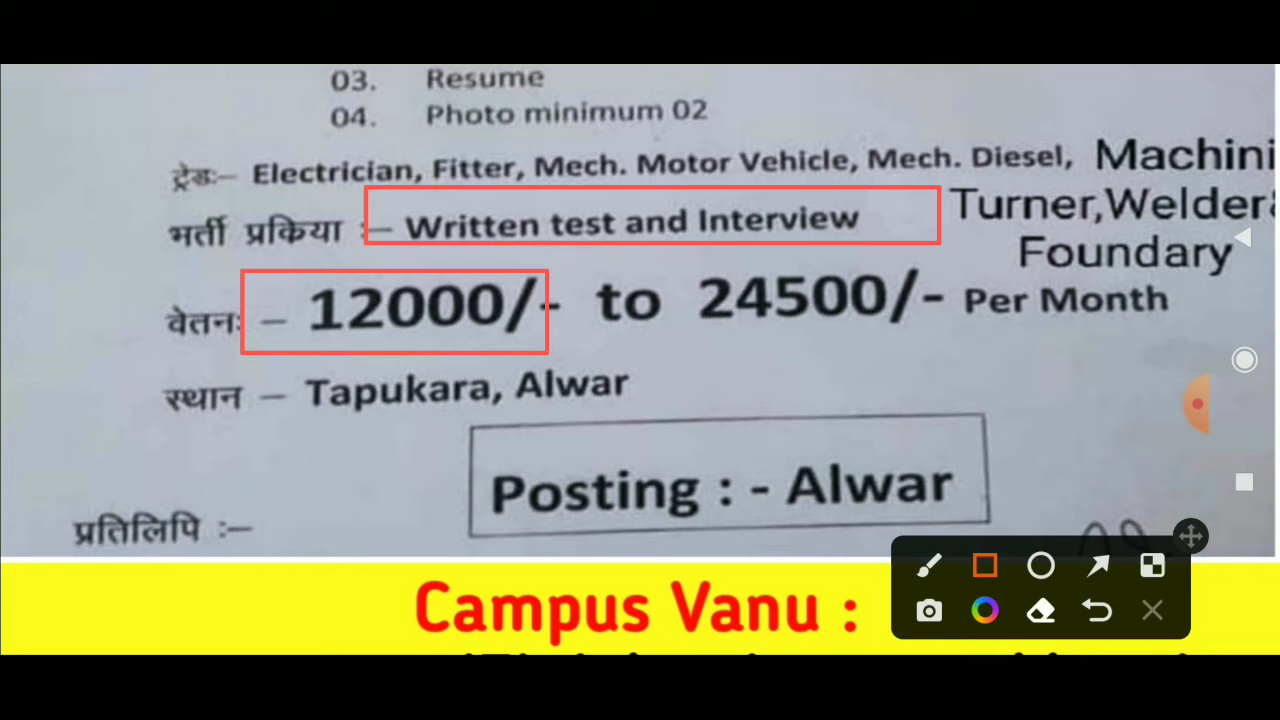 03. Resume
04. Photo minimum 02
ट्रेडः— Electrician, Fitter, Mech. Motor Vehicle, Mech. Diesel, Machini
Turner,Welder&
Foundary
भर्ती प्रकिया :— Written test and Interview
वेतनः — 12000/- to 24500/- Per Month
स्थान — Tapukara, Alwar
Posting : - Alwar
प्रतिलिपि :—
Campus Vanu :